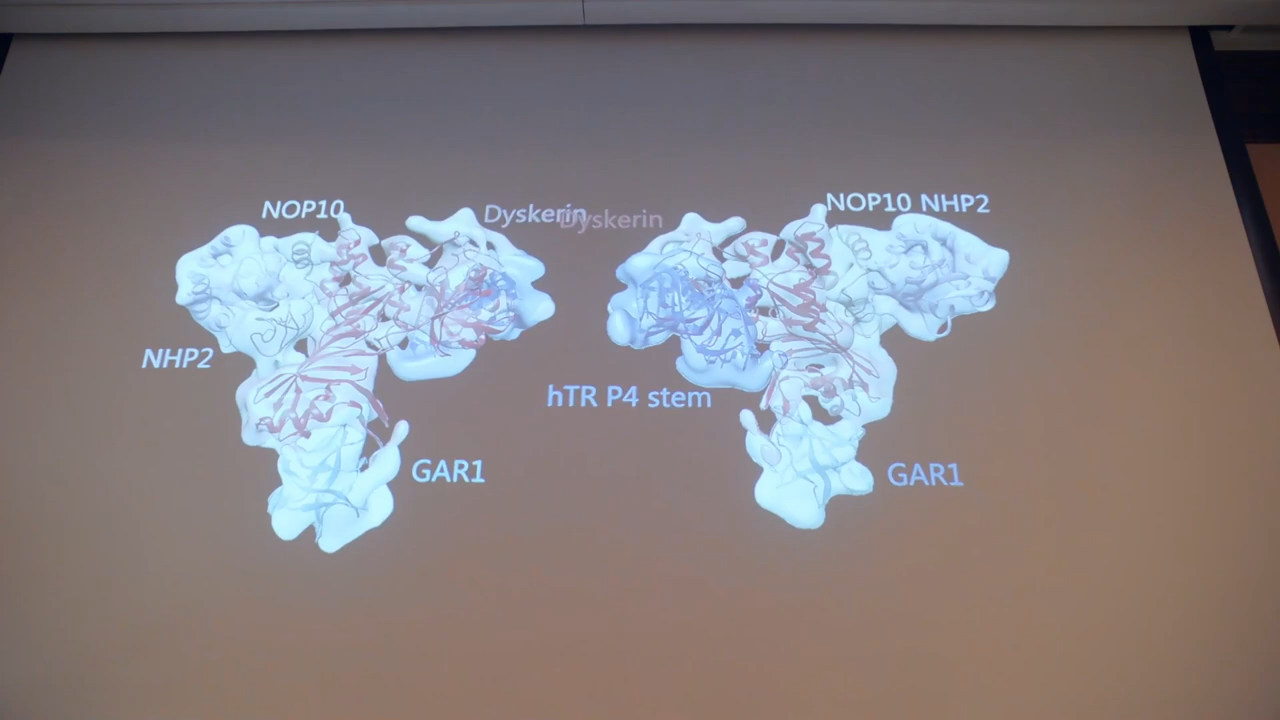 NOP10
Dyskerin
Dyskerin
NOP10 NHP2
NHP2
hTR P4 stem
GAR1
GAR1